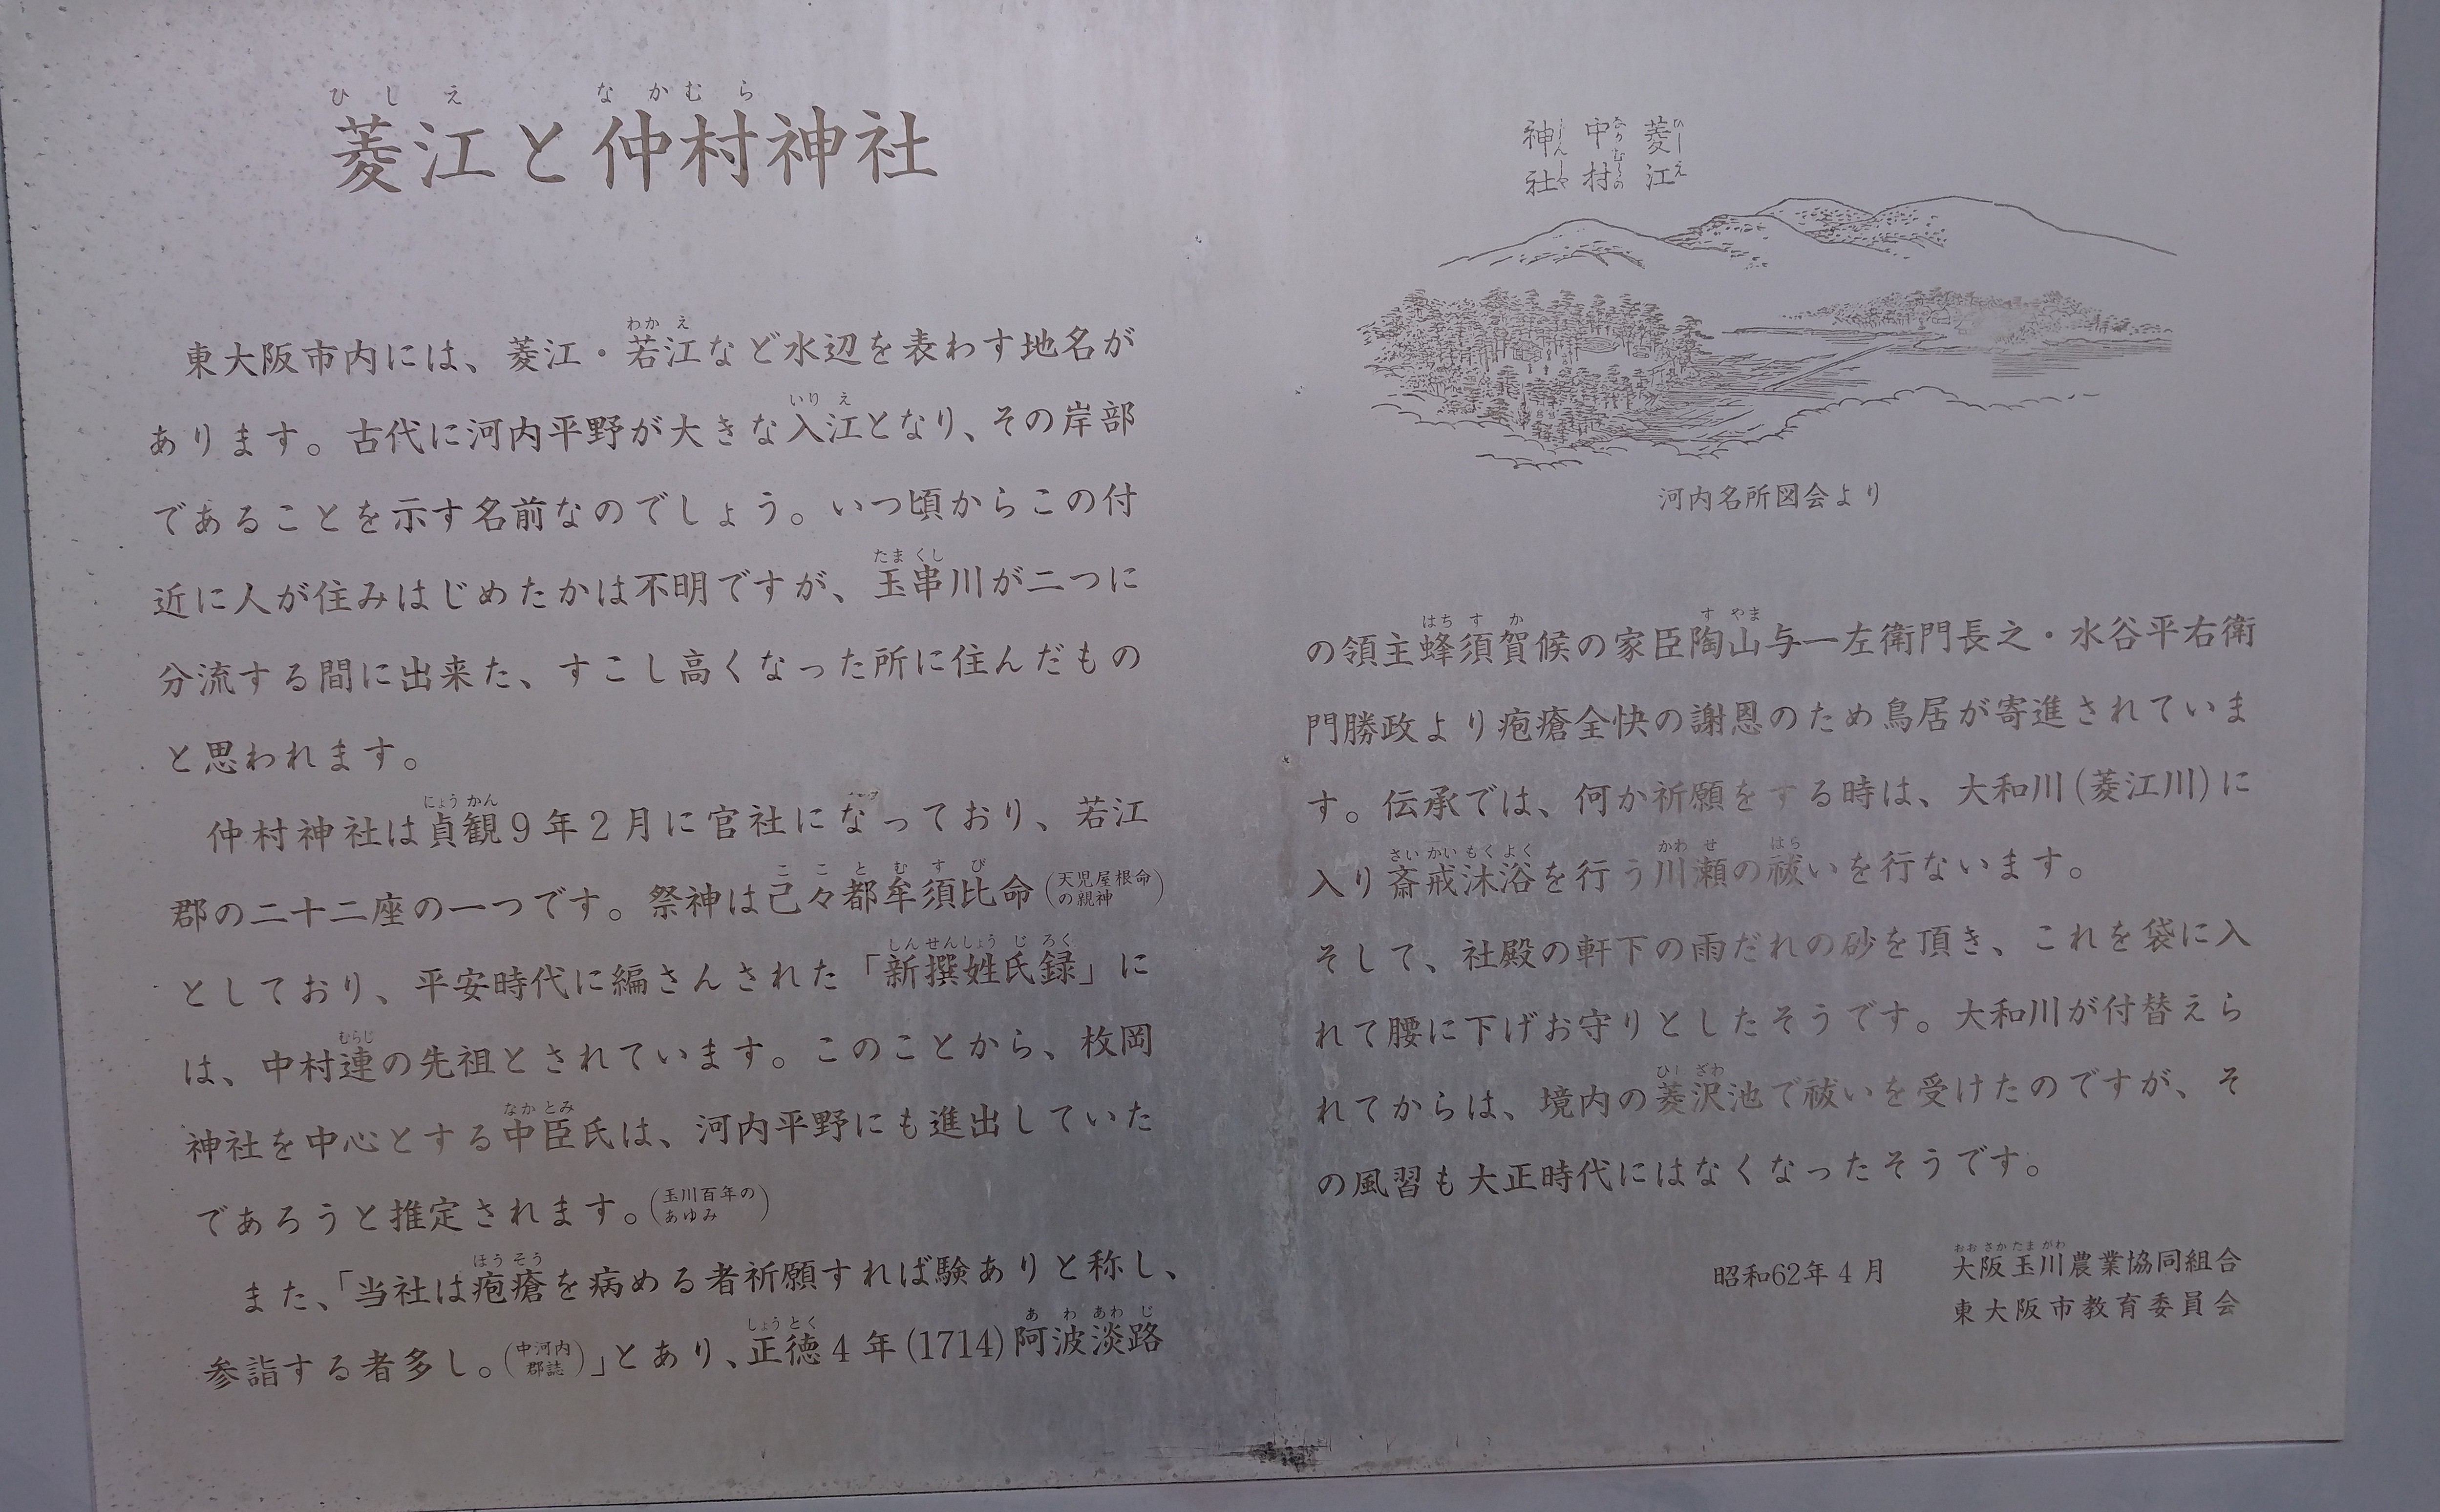 菱江と仲村神社
東大阪市内には、菱江・若江など水辺を表わす地名が
あります。古代に河内平野が大きな入江となり、その岸部
であることを示す名前なのでしょう。いつ頃からこの付
近に人が住みはじめたかは不明ですが、玉串川が二つに
分流する間に出来た、すこし高くなった所に住んだもの
と思われます。
仲村神社は貞観9年2月に官社になっており、若江
郡の二十二座の一つです。祭神は己々都牟須比命(天児屋根命の親神)
としており、平安時代に編さんされた「新撰姓氏録」に
は、中村連の先祖とされています。このことから、枚岡
神社を中心とする中臣氏は、河内平野にも進出していた
であろうと推定されます。(玉川百年のあゆみ)
また、「当社は疱瘡を病める者祈願すれば験ありと称し、
参詣する者多し。(中河内郡誌)」とあり、正徳4年(1714)阿波淡路
菱江
中村
神社
河内名所図会より
の領主蜂須賀候の家臣陶山与一左衛門長之・水谷平右衛
門勝政より疱瘡全快の謝恩のため鳥居が寄進されていま
す。伝承では、何か祈願をする時は、大和川(菱江川)に
入り斎戒沐浴を行う川瀬の祓いを行ないます。
そして、社殿の軒下の雨だれの砂を頂き、これを袋に入
れて腰に下げお守りとしたそうです。大和川が付替えら
れてからは、境内の菱沢池で祓いを受けたのですが、そ
の風習も大正時代にはなくなったそうです。
昭和62年4月 大阪玉川農業協同組合
東大阪市教育委員会